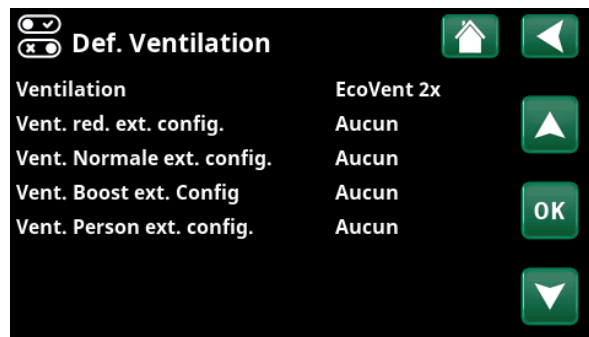 Def. Ventilation
Ventilation EcoVent 2x
Vent. red. ext. config. Aucun
Vent. Normale ext. config. Aucun
Vent. Boost ext. Config Aucun
Vent. Person ext. config. Aucun
OK